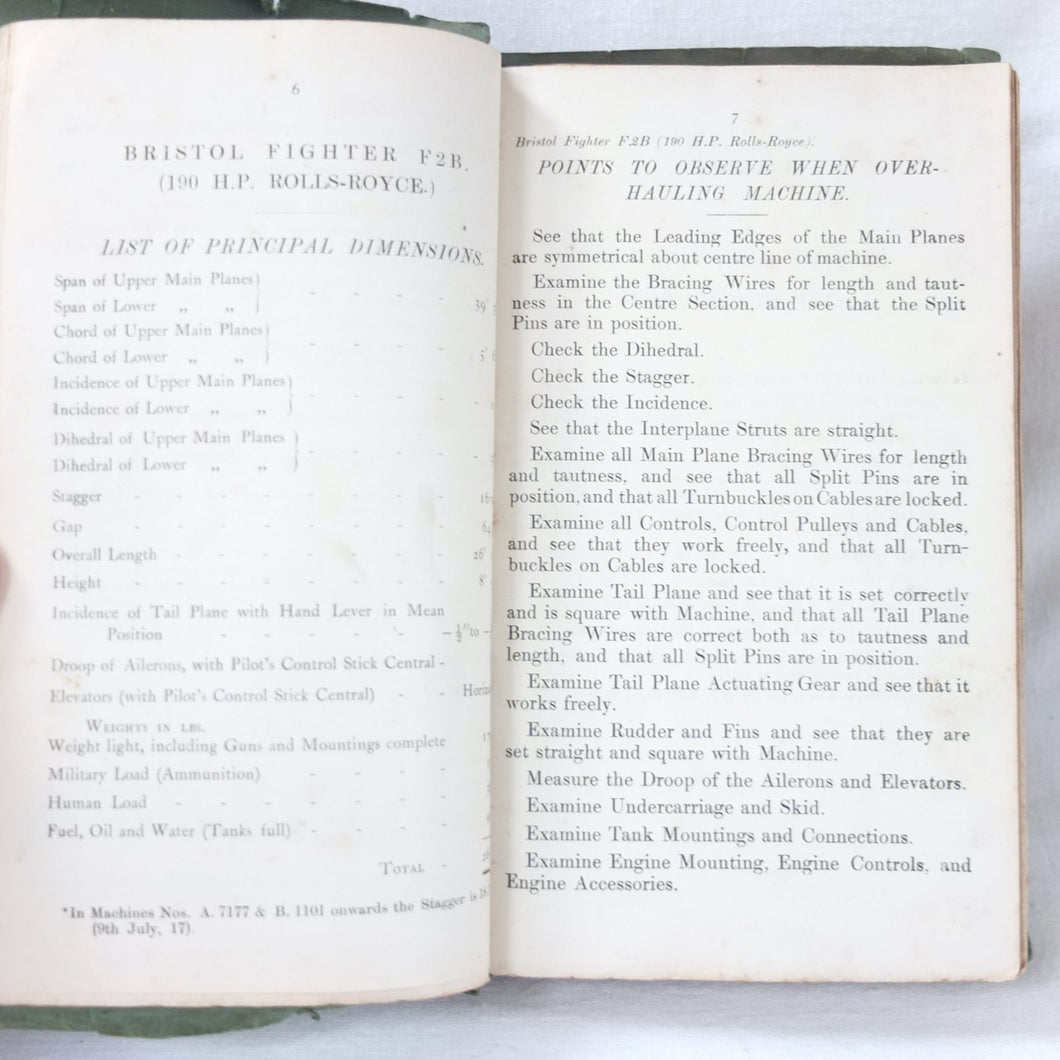 6
BRISTOL FIGHTER F2B.
(190 H.P. ROLLS-ROYCE.)
LIST OF PRINCIPAL DIMENSIONS.
Span of Upper Main Planes}
Span of Lower „ „ } - - - - 39'
Chord of Upper Main Planes}
Chord of Lower „ „ } - - - - 5'
Incidence of Upper Main Planes}
Incidence of Lower „ „ } - - - -
Dihedral of Upper Main Planes }
Dihedral of Lower „ „ } - - - -
Stagger - - - - - - - - 16
Gap - - - - - - - -
Overall Length - - - - - - - 26'
Height - - - - - - - - 8'
Incidence of Tail Plane with Hand Lever in Mean
Position - - - - - -½" to -
Droop of Ailerons, with Pilot's Control Stick Central -
Elevators (with Pilot's Control Stick Central) - -
WEIGHTS IN LBS.
Weight light, including Guns and Mountings complete
Military Load (Ammunition) - - - -
Human Load - - - - - - -
Fuel, Oil and Water (Tanks full) - - - -
TOTAL -
*In Machines Nos. A. 7177 & B. 1101 onwards the Stagger is 18.
(9th July, 17).
7
Bristol Fighter F.2B (190 H.P. Rolls-Royce).
POINTS TO OBSERVE WHEN OVER-
HAULING MACHINE.
See that the Leading Edges of the Main Planes
are symmetrical about centre line of machine.
Examine the Bracing Wires for length and taut-
ness in the Centre Section, and see that the Split
Pins are in position.
Check the Dihedral.
Check the Stagger.
Check the Incidence.
See that the Interplane Struts are straight.
Examine all Main Plane Bracing Wires for length
and tautness, and see that all Split Pins are in
position, and that all Turnbuckles on Cables are locked.
Examine all Controls, Control Pulleys and Cables,
and see that they work freely, and that all Turn-
buckles on Cables are locked.
Examine Tail Plane and see that it is set correctly
and is square with Machine, and that all Tail Plane
Bracing Wires are correct both as to tautness and
length, and that all Split Pins are in position.
Examine Tail Plane Actuating Gear and see that it
works freely.
Examine Rudder and Fins and see that they are
set straight and square with Machine.
Measure the Droop of the Ailerons and Elevators.
Examine Undercarriage and Skid.
Examine Tank Mountings and Connections.
Examine Engine Mounting, Engine Controls, and
Engine Accessories.